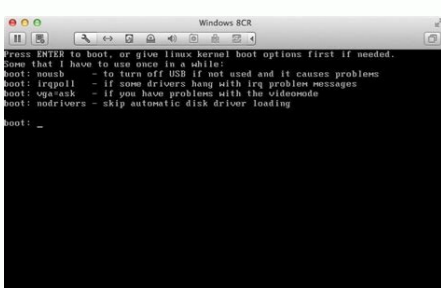 Windows 8CR
Press ENTER to boot, or give linux kernel boot options first if needed.
Some that I have to use once in a while:
boot: nousb - to turn off USB if not used and it causes problems
boot: irqpoll - if some drivers hang with irq problem messages
boot: vga=ask - if you have problems with the videomode
boot: nodrivers - skip automatic disk driver loading
boot: _